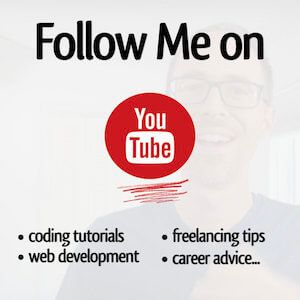 Follow Me on
You
Tube
• coding tutorials
• web development
• freelancing tips
• career advice...